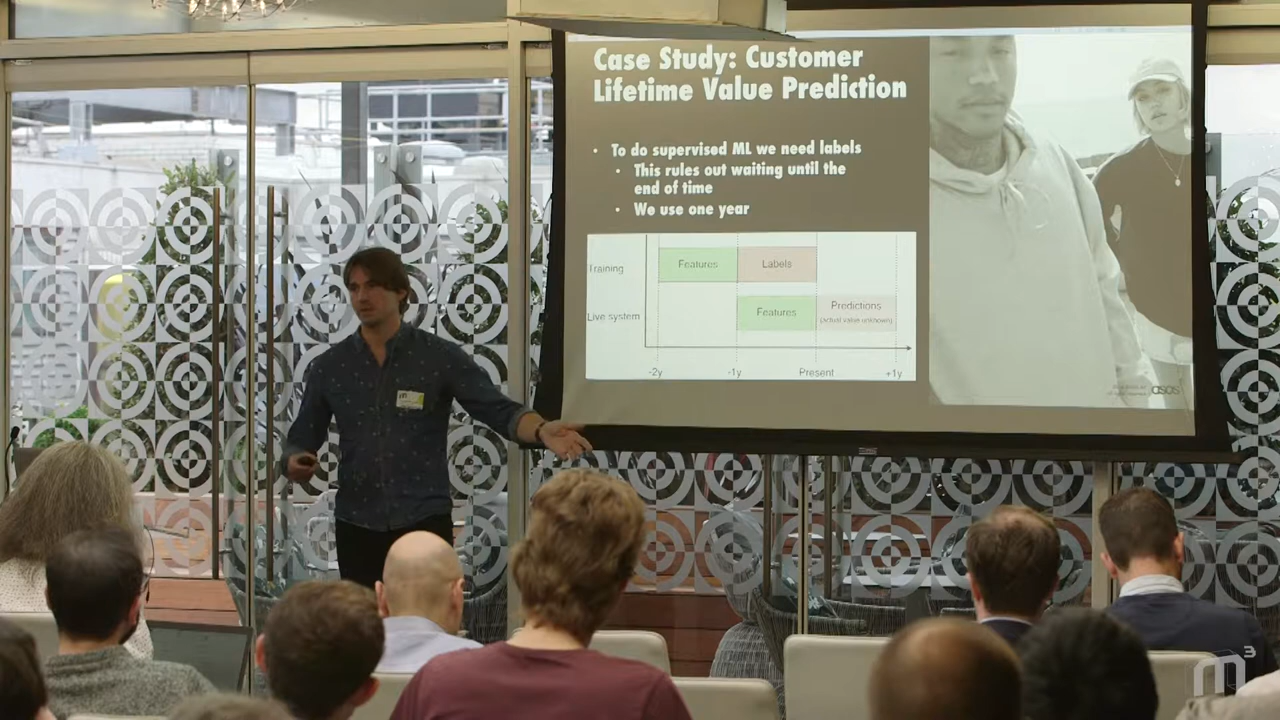 Case Study: Customer
Lifetime Value Prediction
• To do supervised ML we need labels
• This rules out waiting until the
end of time
• We use one year
Training
Features
Labels
Live system
Features
Predictions
(actual value unknown)
-2y
-1y
Present
+1y
asos
m
m3